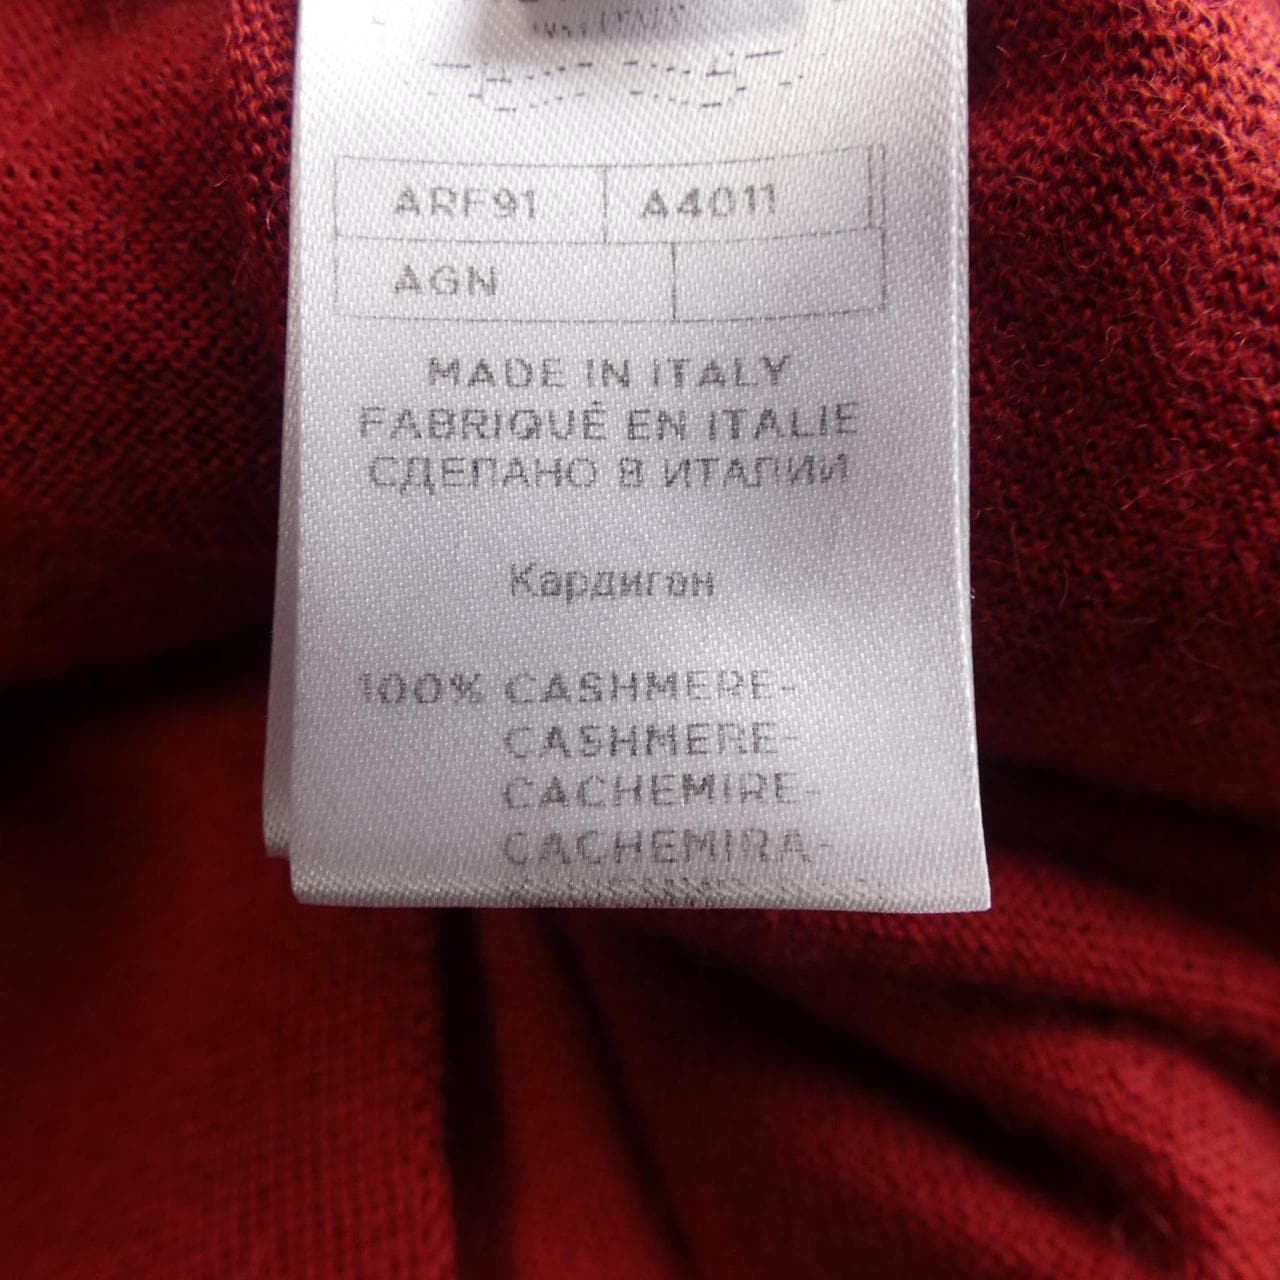 ARF91 A4011
AGN
MADE IN ITALY
FABRIQUÉ EN ITALIE
СДЕЛАНО В ИТАЛИИ
Кардиган
100% CASHMERE-
CASHMERE-
CACHEMIRE-
CACHEMIRA-